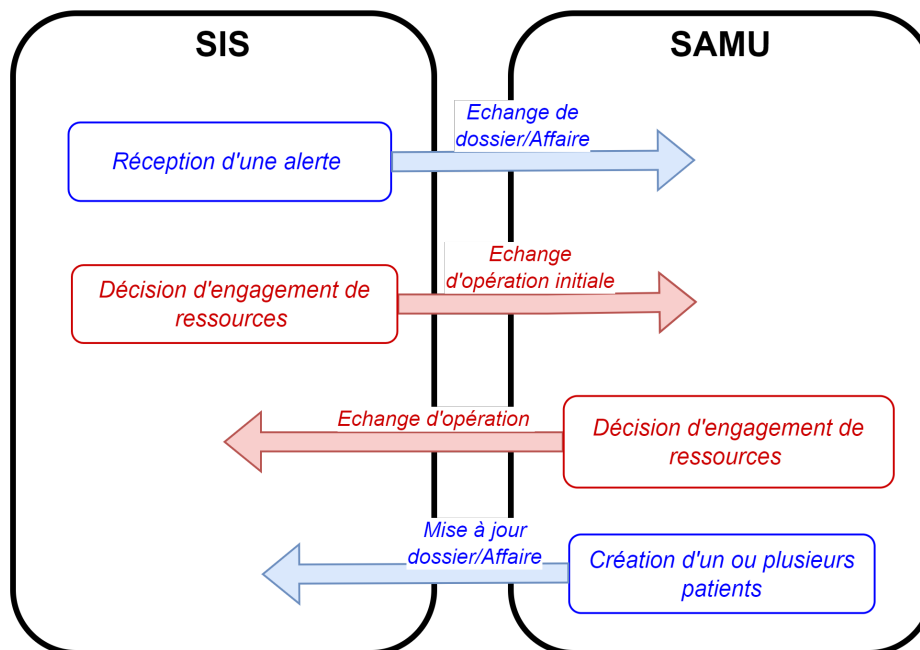 SIS
SAMU
Echange de
dossier/Affaire
Réception d'une alerte
Echange
d'opération initiale
Décision d'engagement de
ressources
Echange d'opération
Décision d'engagement de
ressources
Mise à jour
dossier/Affaire
Création d'un ou plusieurs
patients